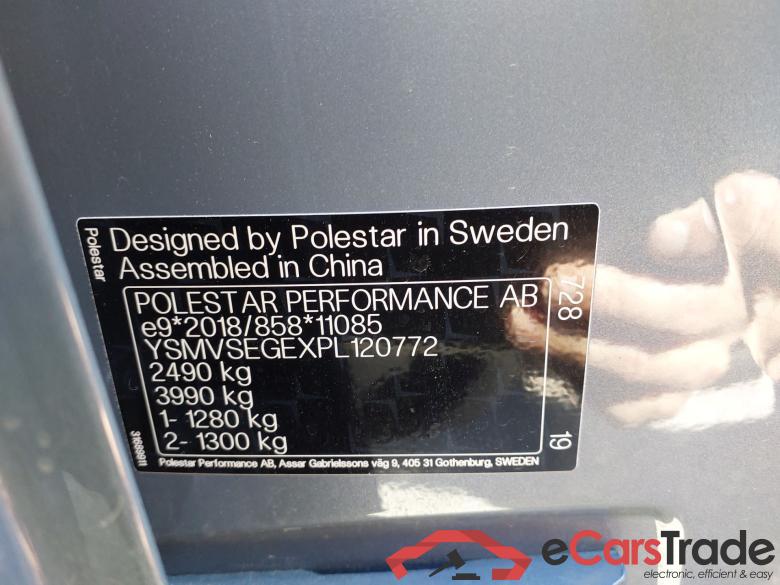 Polestar
Designed by Polestar in Sweden
Assembled in China
POLESTAR PERFORMANCE AB
e9*2018/858*11085
YSMVSEGEXPL120772
2490 kg
3990 kg
1- 1280 kg
2- 1300 kg
728
19
Polestar Performance AB, Assar Gabrielssons väg 9, 405 31 Gothenburg, SWEDEN
eCarsTrade
electronic, efficient & easy